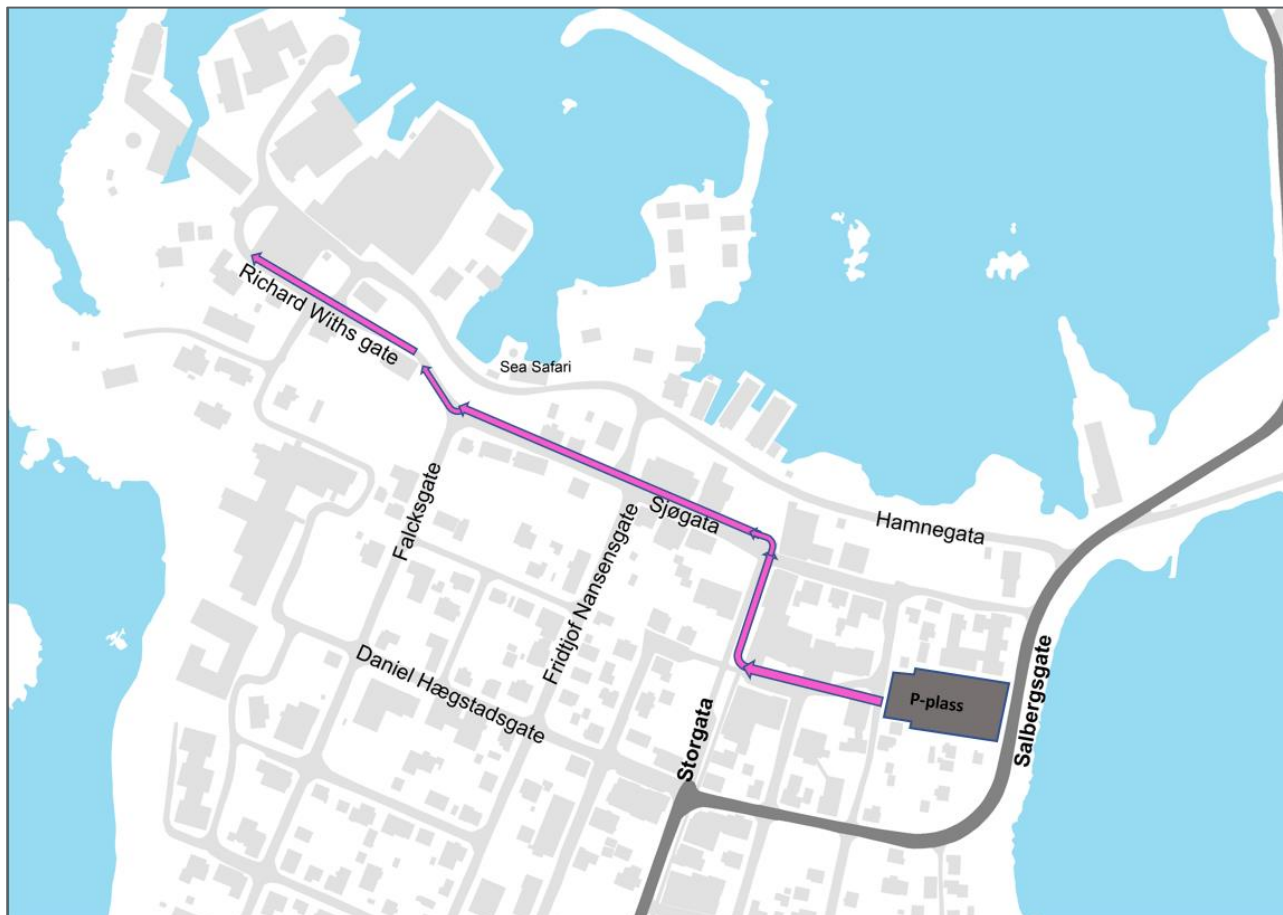 Richard Withs gate
Sea Safari
Falcksgate
Sjøgata
Hamnegata
Fridtjof Nansensgate
Daniel Hægstadsgate
Storgata
P-plass
Salbergsgate